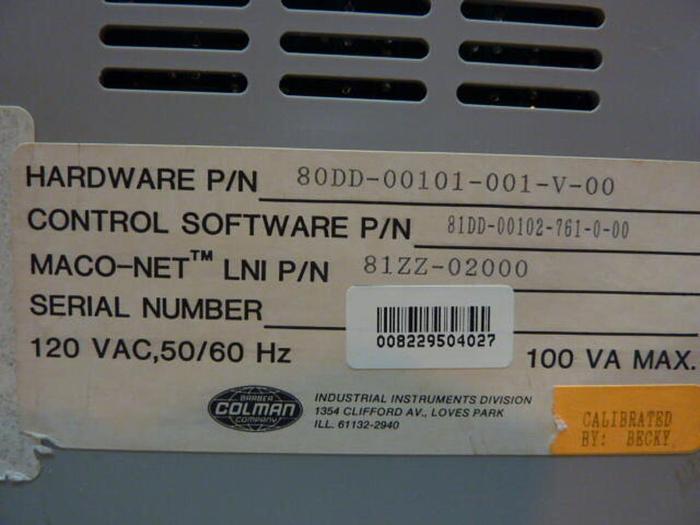 HARDWARE P/N 80DD-00101-001-V-00
CONTROL SOFTWARE P/N 81DD-00102-761-0-00
MACO-NET™ LNI P/N 81ZZ-02000
SERIAL NUMBER
008229504027
120 VAC,50/60 Hz 100 VA MAX.
BARBER
COLMAN
COMPANY
INDUSTRIAL INSTRUMENTS DIVISION
1354 CLIFFORD AV., LOVES PARK
ILL. 61132-2940
CALIBRATED
BY: BECKY